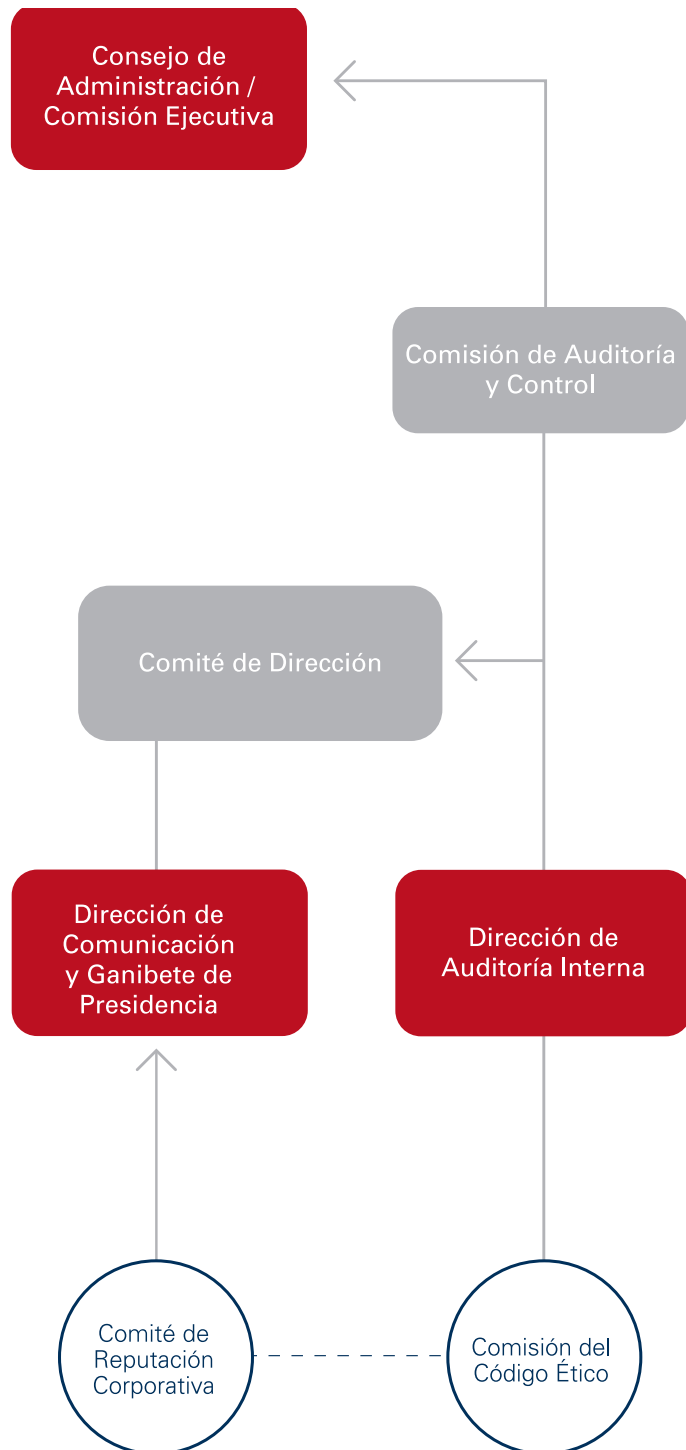 Consejo de
Administración /
Comisión Ejecutiva
Comisión de Auditoría
y Control
Comité de Dirección
Dirección de
Comunicación
y Ganibete de
Presidencia
Dirección de
Auditoría Interna
Comité de
Reputación
Corporativa
Comisión del
Código Ético